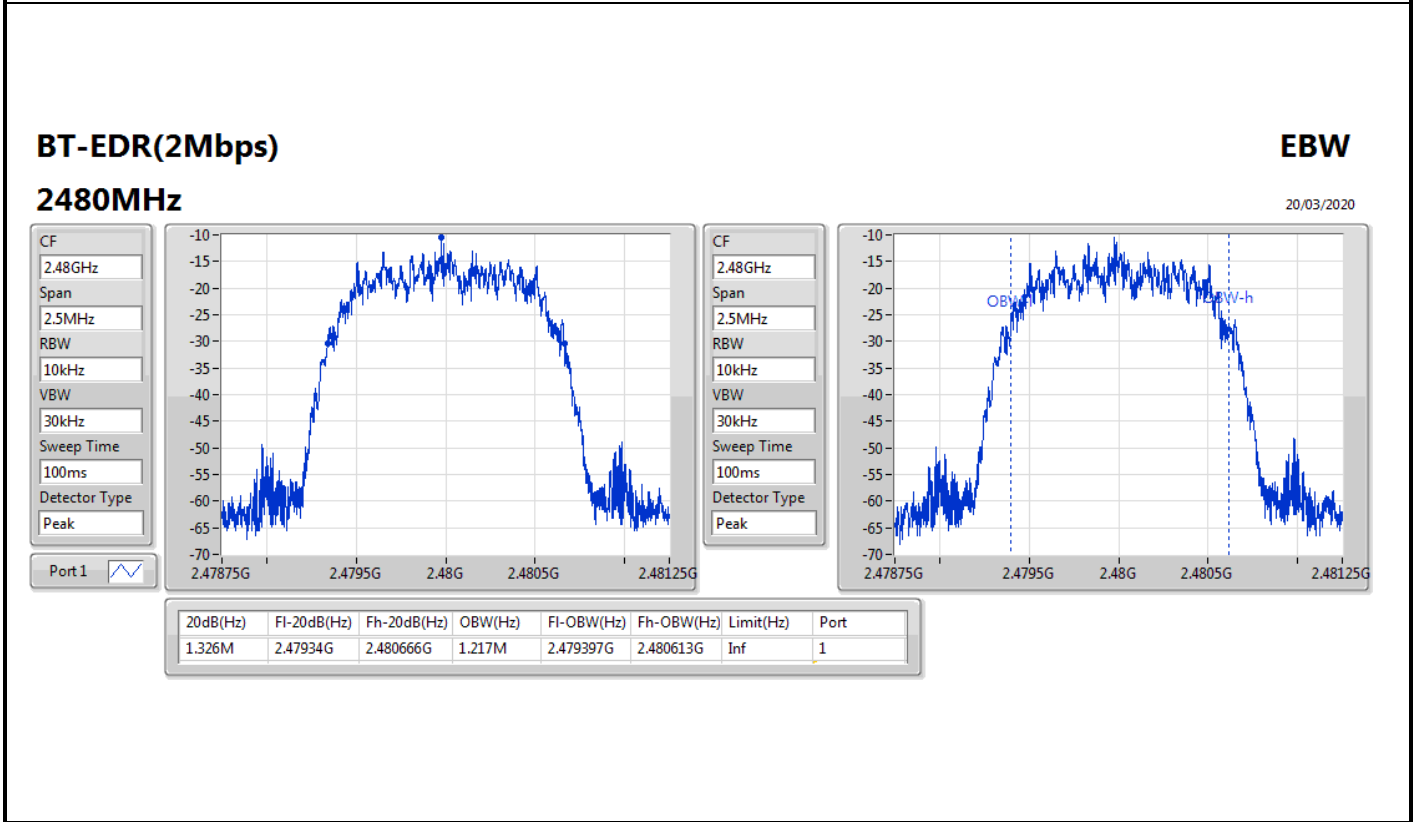 BT-EDR(2Mbps)
EBW
2480MHz
20/03/2020
CF
2.48GHz
Span
2.5MHz
RBW
10kHz
VBW
30kHz
Sweep Time
100ms
Detector Type
Peak
Port 1
-10
-15
-20
-25
-30
-35
-40
-45
-50
-55
-60
-65
-70
2.47875G 2.4795G 2.48G 2.4805G 2.48125G
CF
2.48GHz
Span
2.5MHz
RBW
10kHz
VBW
30kHz
Sweep Time
100ms
Detector Type
Peak
-10
-15
-20
-25
-30
-35
-40
-45
-50
-55
-60
-65
-70
OBW-h
2.47875G 2.4795G 2.48G 2.4805G 2.48125G
20dB(Hz) Fl-20dB(Hz) Fh-20dB(Hz) OBW(Hz) Fl-OBW(Hz) Fh-OBW(Hz) Limit(Hz) Port
1.326M 2.47934G 2.480666G 1.217M 2.479397G 2.480613G Inf 1